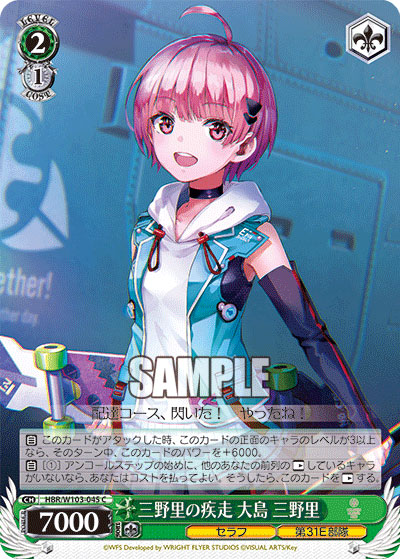 LEVEL
2
1
COST
gether!
her day.
SAMPLE
配達コース、閃いた！　やったね！
【自】 このカードがアタックした時、このカードの正面のキャラのレベルが3以上なら、そのターン中、このカードのパワーを+6000。
【自】 [①] アンコールステップの始めに、他のあなたの前列の【レスト】しているキャラがいないなら、あなたはコストを払ってよい。そうしたら、このカードを【レスト】する。
CH HBR/W103-045 C
三野里の疾走 大島 三野里
7000
セラフ
第31E部隊
©WFS Developed by WRIGHT FLYER STUDIOS ©VISUAL ARTS/Key